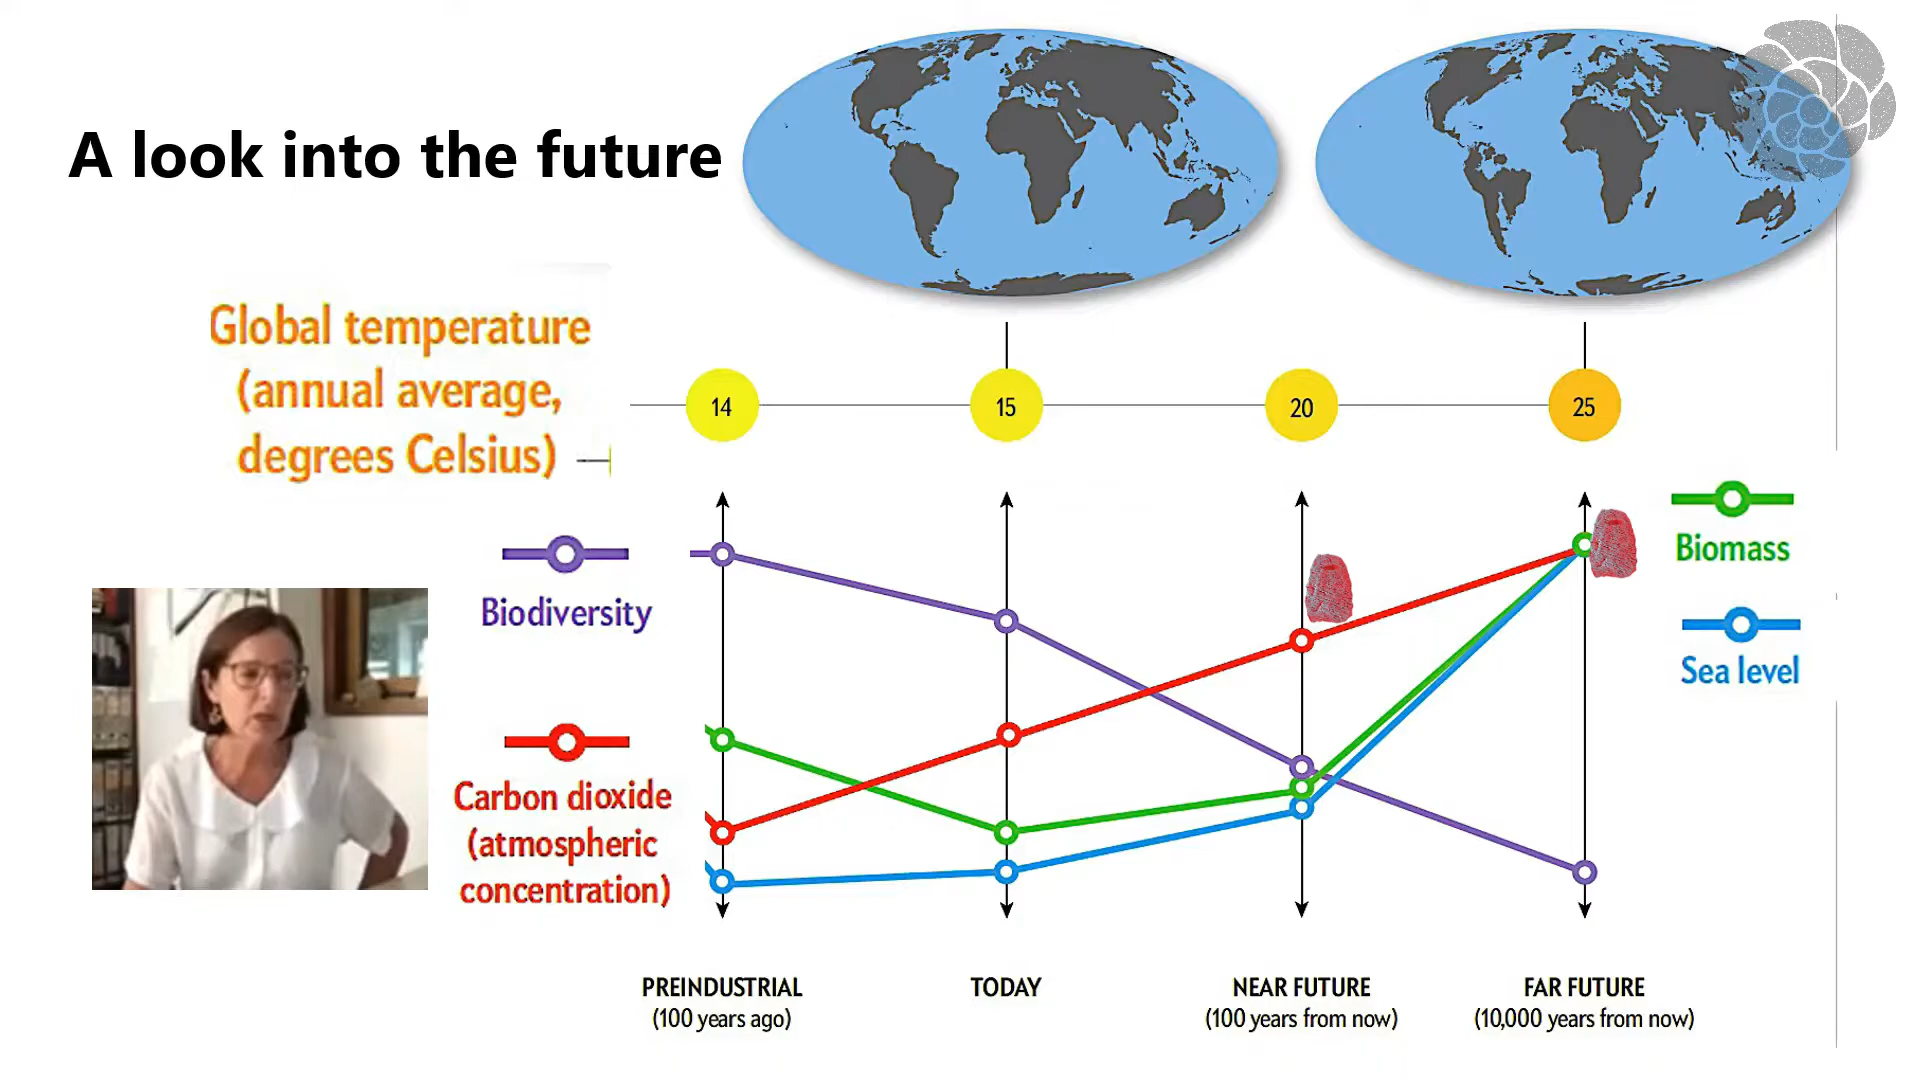 A look into the future
Global temperature
(annual average,
degrees Celsius)
14
15
20
25
Biodiversity
Biomass
Sea level
Carbon dioxide
(atmospheric
concentration)
PREINDUSTRIAL
(100 years ago)
TODAY
NEAR FUTURE
(100 years from now)
FAR FUTURE
(10,000 years from now)